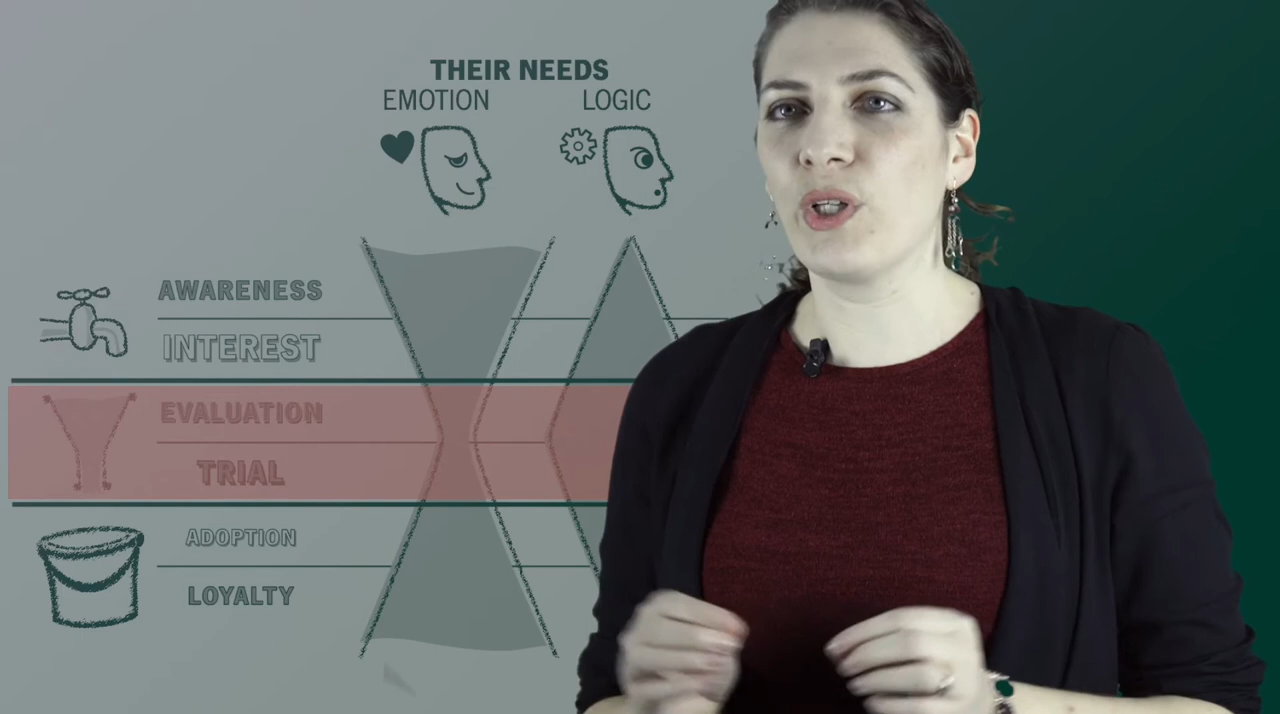 THEIR NEEDS
EMOTION
LOGIC
AWARENESS
INTEREST
EVALUATION
TRIAL
ADOPTION
LOYALTY